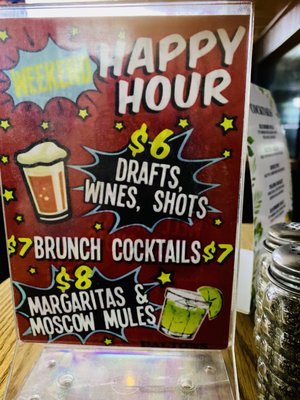 WEEKEND
HAPPY
HOUR
$6
DRAFTS,
WINES, SHOTS
$7 BRUNCH COCKTAILS $7
$8
MARGARITAS &
MOSCOW MULES